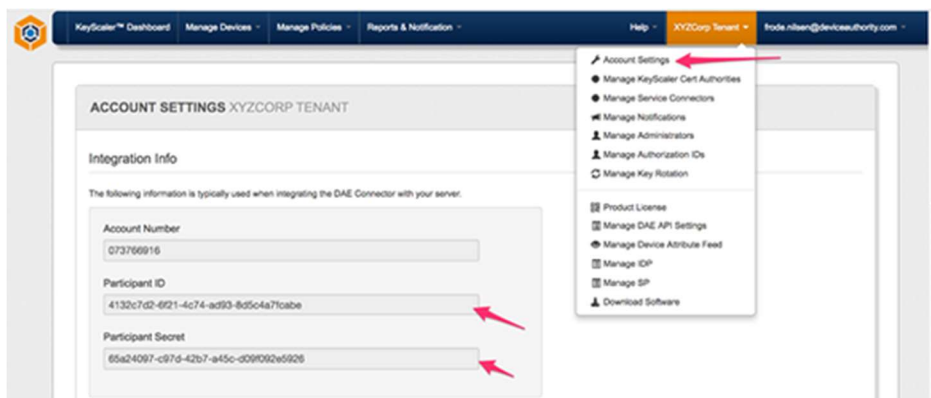 KeyScaler™ Dashboard Manage Devices Manage Policies Reports & Notification Help XYZCorp Tenant frode.nilsen@deviceauthority.com
Account Settings
Manage KeyScaler Cert Authorities
Manage Service Connectors
Manage Notifications
Manage Administrators
Manage Authorization IDs
Manage Key Rotation
Product License
Manage DAE API Settings
Manage Device Attribute Feed
Manage IDP
Manage SP
Download Software
ACCOUNT SETTINGS XYZCORP TENANT
Integration Info
The following information is typically used when integrating the DAE Connector with your server.
Account Number
073766916
Participant ID
4132c7d2-6f21-4c74-ad93-8d5c4a7fcabe
Participant Secret
65a24097-c97d-42b7-a45c-d09f092e5926